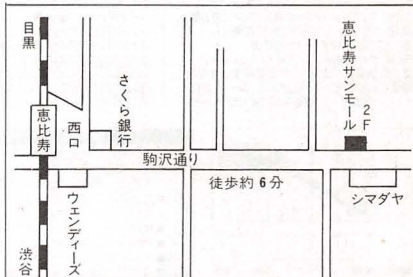 目黒
恵比寿
西口
さくら銀行
恵比寿サンモール
2F
駒沢通り
徒歩約6分
ウェンディーズ
シマダヤ
渋谷